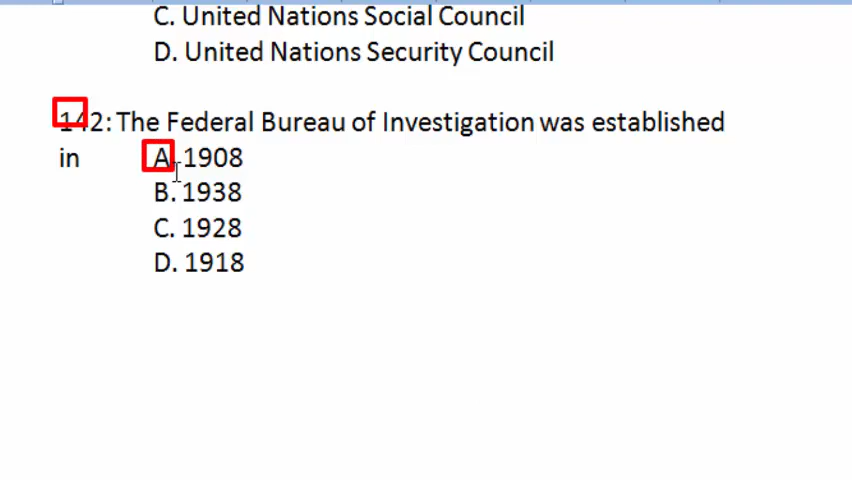 C. United Nations Social Council
D. United Nations Security Council
142: The Federal Bureau of Investigation was established
in A. 1908
B. 1938
C. 1928
D. 1918